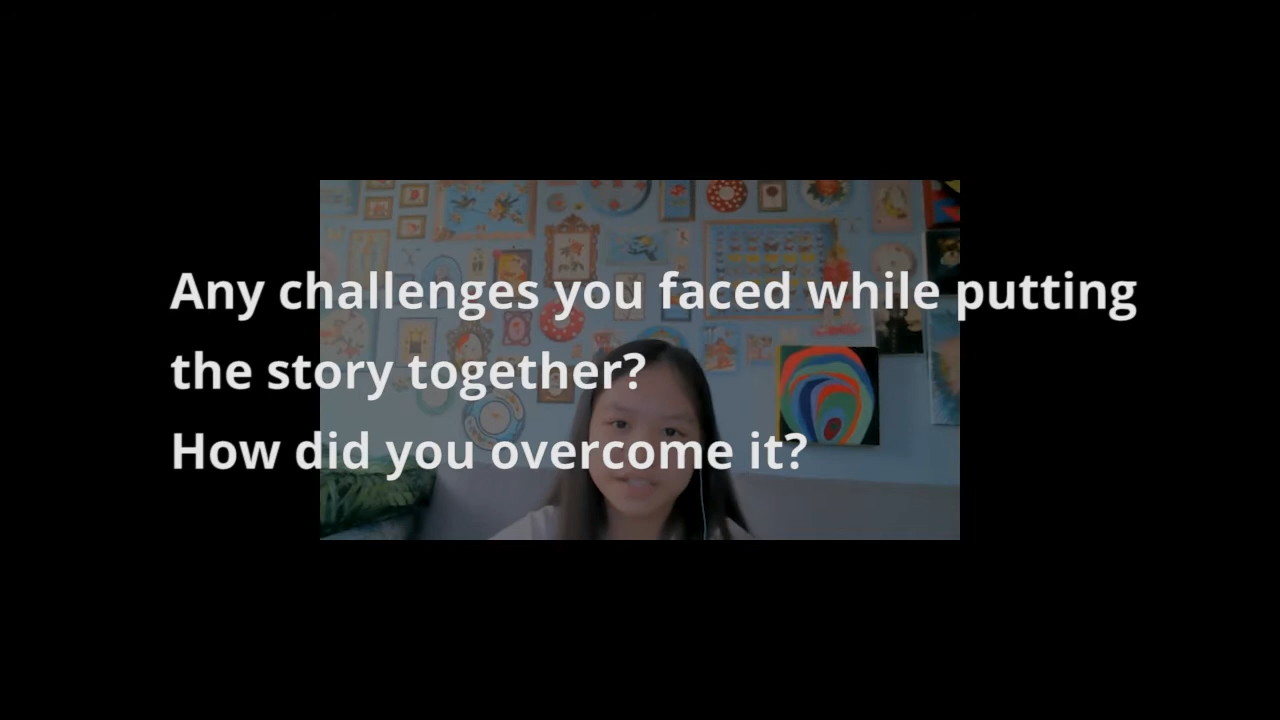 Any challenges you faced while putting
the story together?
How did you overcome it?